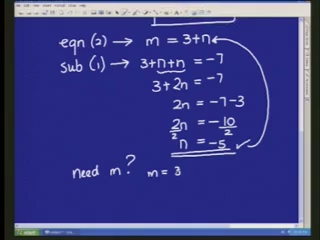 eqn (2) → m = 3+n
sub (1) → 3+n+n = -7
3+2n = -7
2n = -7-3
2n/2 = -10/2
n = -5 ✓
need m? m = 3